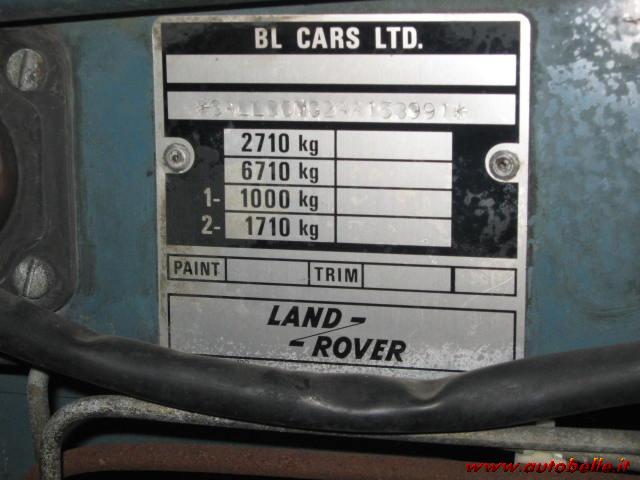 BL CARS LTD.
2710 kg
6710 kg
1- 1000 kg
2- 1710 kg
PAINT TRIM
LAND -
- ROVER
www.autobelle.it